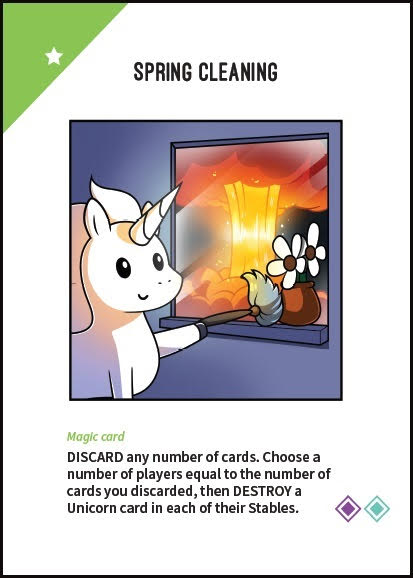 SPRING CLEANING
Magic card
DISCARD any number of cards. Choose a
number of players equal to the number of
cards you discarded, then DESTROY a
Unicorn card in each of their Stables.